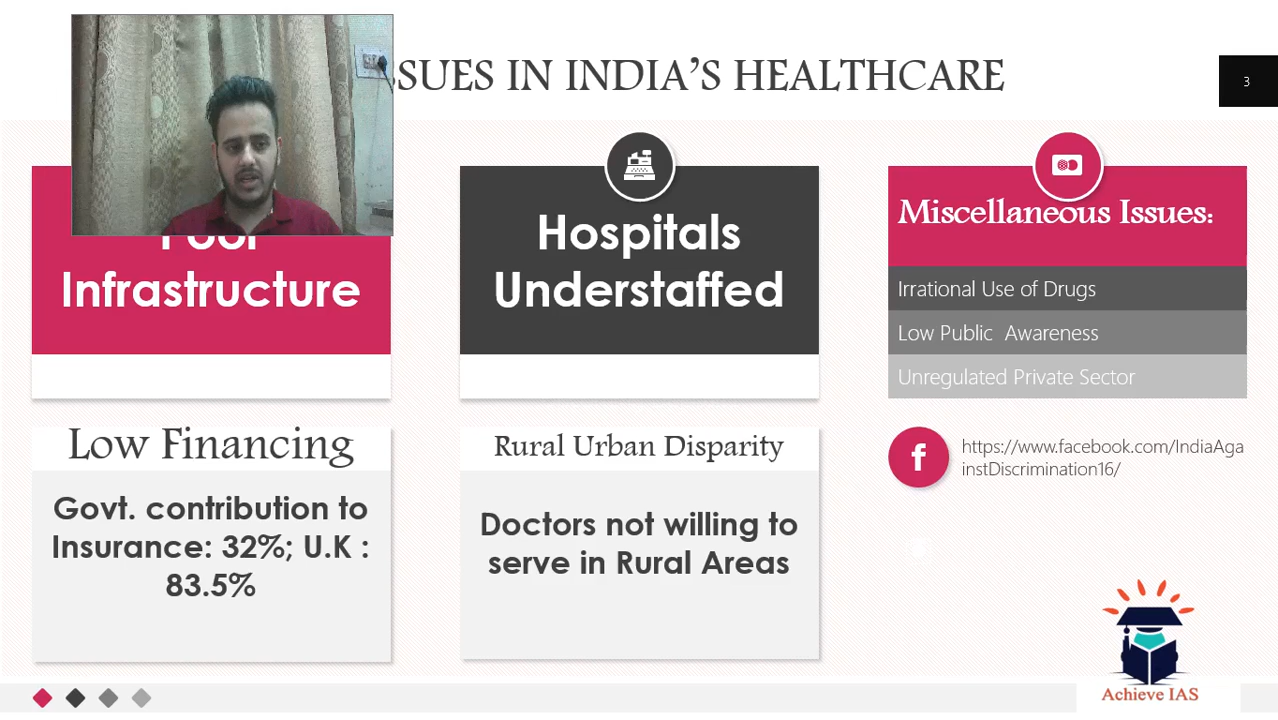 SSUES IN INDIA’S HEALTHCARE
3
Poor
Infrastructure
Hospitals
Understaffed
Miscellaneous Issues:
Irrational Use of Drugs
Low Public Awareness
Unregulated Private Sector
Low Financing
Govt. contribution to
Insurance: 32%; U.K :
83.5%
Rural Urban Disparity
Doctors not willing to
serve in Rural Areas
f
https://www.facebook.com/IndiaAga
instDiscrimination16/
Achieve IAS